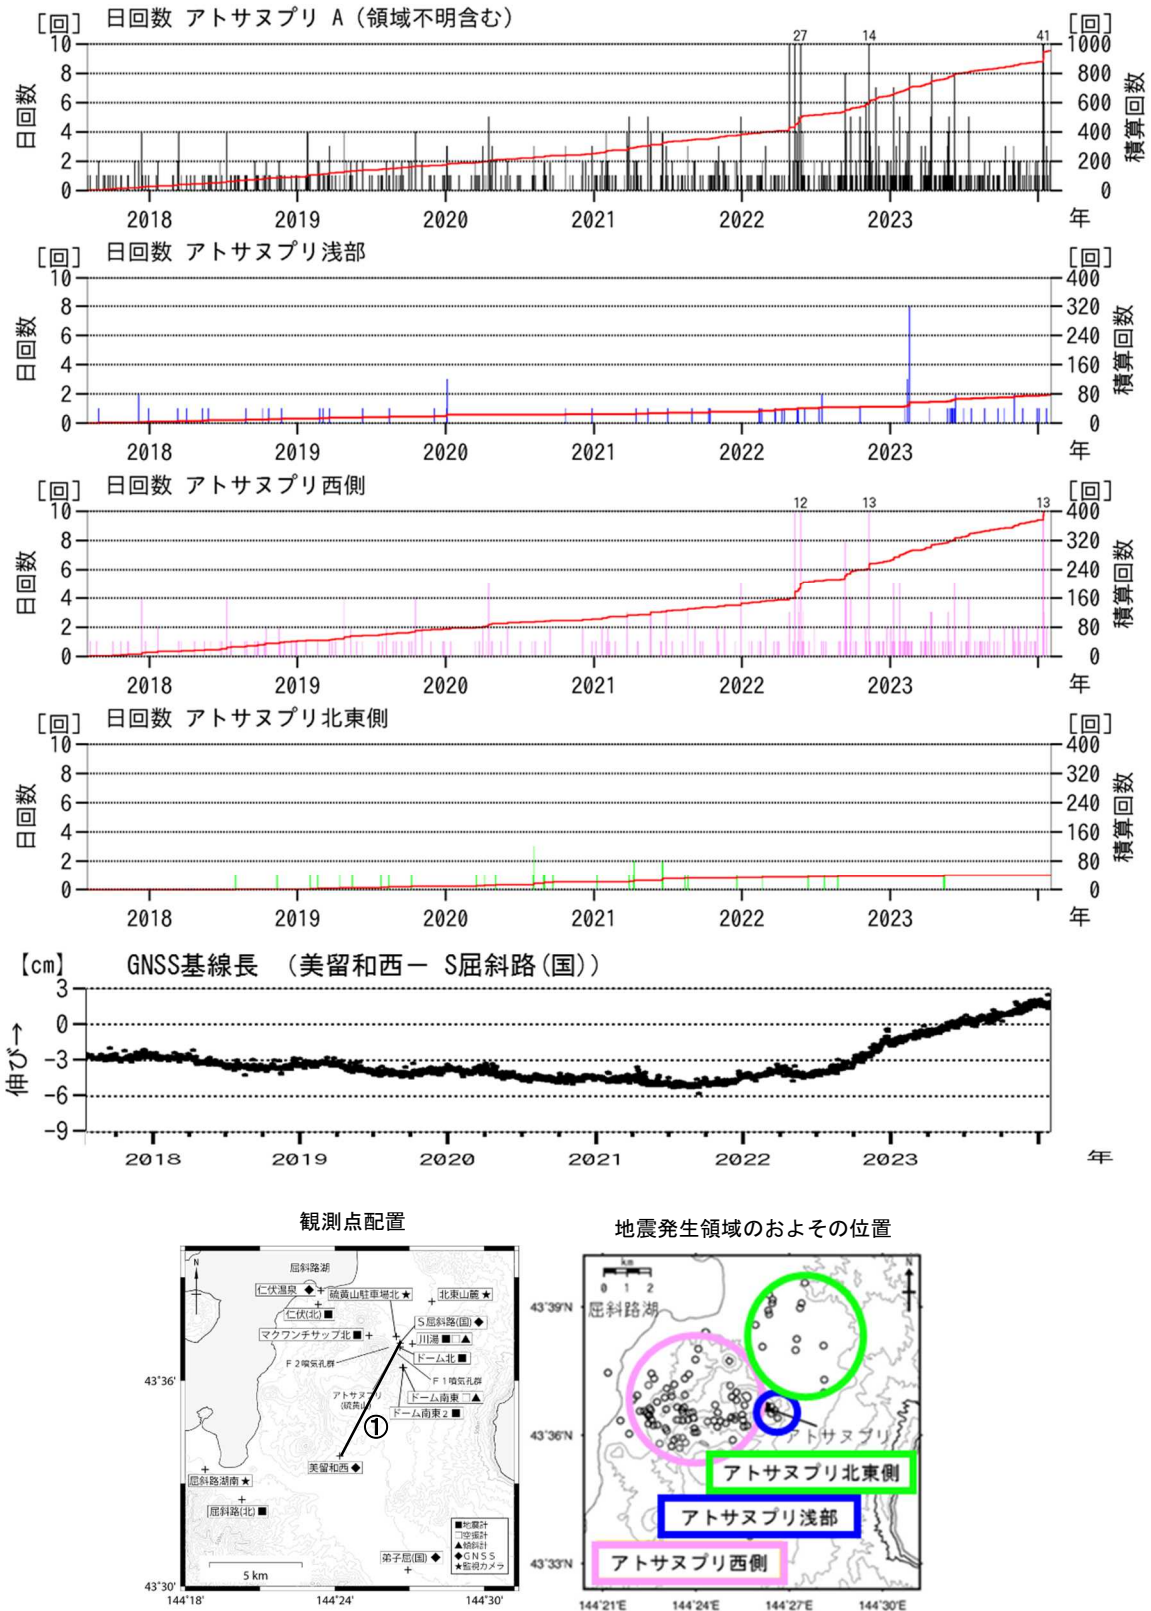 [回] 日回数 アトサヌプリ A（領域不明含む） [回]
27 14 41
10 8 6 4 2 0
日回数
1000 800 600 400 200 0
積算回数
2018 2019 2020 2021 2022 2023 年
[回] 日回数 アトサヌプリ浅部 [回]
10 8 6 4 2 0
日回数
400 320 240 160 80 0
積算回数
2018 2019 2020 2021 2022 2023 年
[回] 日回数 アトサヌプリ西側 [回]
12 13 13
10 8 6 4 2 0
日回数
400 320 240 160 80 0
積算回数
2018 2019 2020 2021 2022 2023 年
[回] 日回数 アトサヌプリ北東側 [回]
10 8 6 4 2 0
日回数
400 320 240 160 80 0
積算回数
2018 2019 2020 2021 2022 2023 年
【cm】 GNSS基線長 （美留和西－ S屈斜路(国)）
3 0 -3 -6 -9
伸び→
2018 2019 2020 2021 2022 2023 年
観測点配置
N
屈斜路湖
仁伏温泉◆
硫黄山駐車場北★
北東山麓★
仁伏(北)■
S屈斜路(国)◆
マクワンチサップ北■
川湯■□▲
ドーム北■
F2噴気孔群
F1噴気孔群
アトサヌプリ
(硫黄山)
ドーム南東□▲
ドーム南東2■
①
美留和西◆
屈斜路湖南★
屈斜路(北)■
弟子屈(国)◆
■地震計
□空振計
▲傾斜計
◆GNSS
★監視カメラ
5 km
43°36'
43°30'
144°18' 144°24' 144°30'
地震発生領域のおよその位置
km
0 1 2
N
屈斜路湖
アトサヌプリ
アトサヌプリ北東側
アトサヌプリ浅部
アトサヌプリ西側
43°39'N
43°36'N
43°33'N
144°21'E 144°24'E 144°27'E 144°30'E